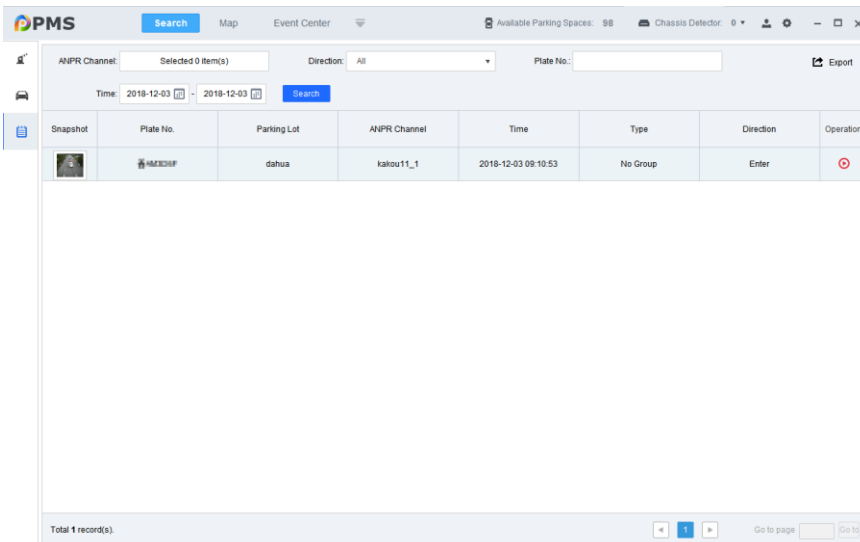 PMS Search Map Event Center Available Parking Spaces: 98 Chassis Detector: 0
ANPR Channel: Selected 0 item(s) Direction: All Plate No.: Export
Time: 2018-12-03 - 2018-12-03 Search
Snapshot Plate No. Parking Lot ANPR Channel Time Type Direction Operation
dahua kakou11_1 2018-12-03 09:10:53 No Group Enter
Total 1 record(s). 1 Go to page Go to